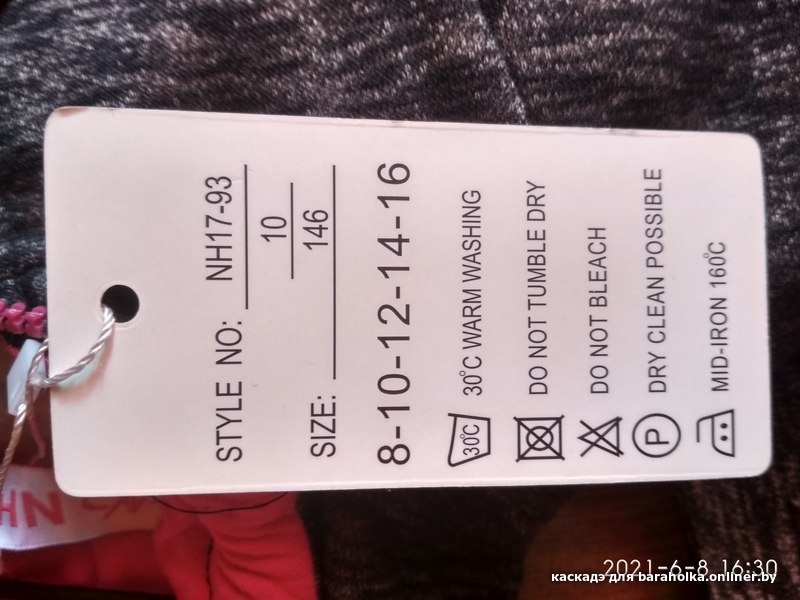 STYLE NO: NH17-93
10
SIZE: 146
8-10-12-14-16
30°C 30°C WARM WASHING
DO NOT TUMBLE DRY
DO NOT BLEACH
P DRY CLEAN POSSIBLE
MID-IRON 160°C
NH
2021-6-8 16:30
каскадэ для baraholka.onliner.by